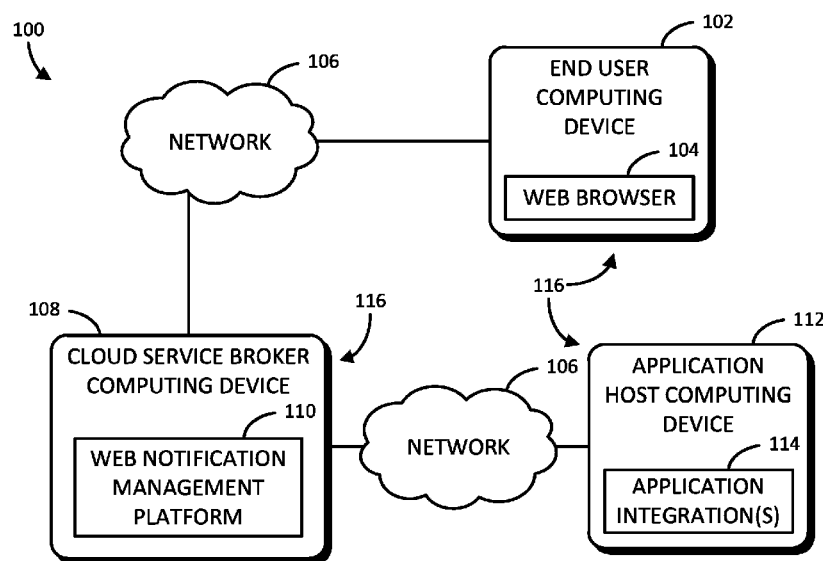 100
106
102
NETWORK
END USER
COMPUTING
DEVICE
104
WEB BROWSER
108
116
116
112
CLOUD SERVICE BROKER
COMPUTING DEVICE
110
WEB NOTIFICATION
MANAGEMENT
PLATFORM
106
NETWORK
APPLICATION
HOST COMPUTING
DEVICE
114
APPLICATION
INTEGRATION(S)